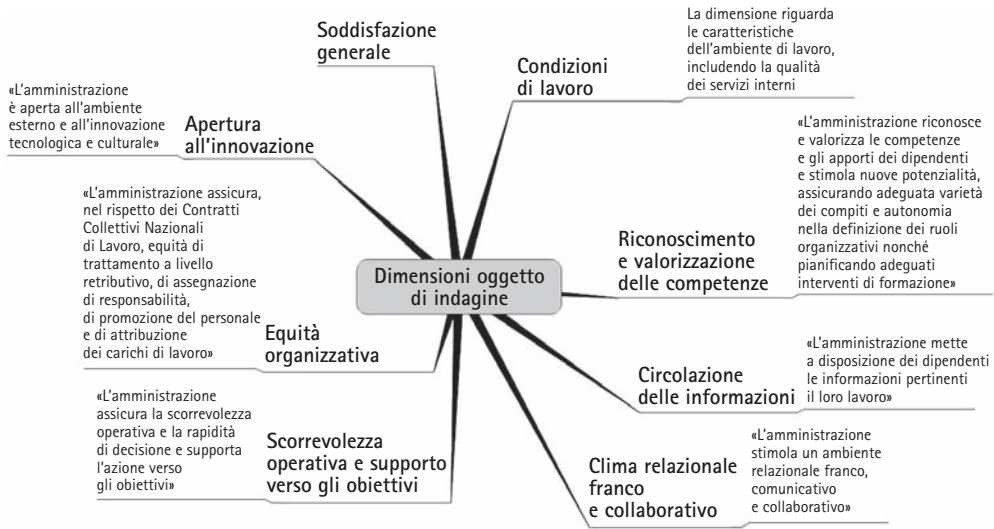 Soddisfazione
generale
Condizioni
di lavoro
La dimensione riguarda
le caratteristiche
dell'ambiente di lavoro,
includendo la qualità
dei servizi interni
«L'amministrazione
è aperta all'ambiente
esterno e all'innovazione
tecnologica e culturale»
Apertura
all'innovazione
«L'amministrazione riconosce
e valorizza le competenze
e gli apporti dei dipendenti
e stimola nuove potenzialità,
assicurando adeguata varietà
dei compiti e autonomia
nella definizione dei ruoli
organizzativi nonché
pianificando adeguati
interventi di formazione»
Riconoscimento
e valorizzazione
delle competenze
«L'amministrazione assicura,
nel rispetto dei Contratti
Collettivi Nazionali
di Lavoro, equità di
trattamento a livello
retributivo, di assegnazione
di responsabilità,
di promozione del personale
e di attribuzione
dei carichi di lavoro»
Equità
organizzativa
Dimensioni oggetto
di indagine
Circolazione
delle informazioni
«L'amministrazione mette
a disposizione dei dipendenti
le informazioni pertinenti
il loro lavoro»
«L'amministrazione
assicura la scorrevolezza
operativa e la rapidità
di decisione e supporta
l'azione verso
gli obiettivi»
Scorrevolezza
operativa e supporto
verso gli obiettivi
Clima relazionale
franco
e collaborativo
«L'amministrazione
stimola un ambiente
relazionale franco,
comunicativo
e collaborativo»